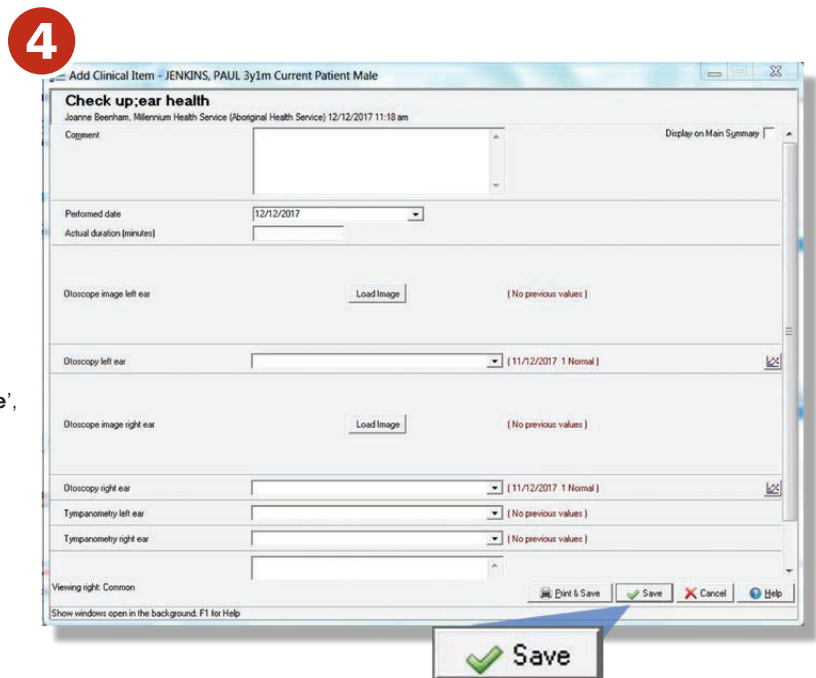 4
Add Clinical Item - JENKINS, PAUL 3y1m Current Patient Male
Check up;ear health
Joanne Beenham, Millennium Health Service (Aboriginal Health Service) 12/12/2017 11:18 am
Comment
Display on Main Summary
Performed date 12/12/2017
Actual duration (minutes)
Otoscope image left ear Load Image ( No previous values )
Otoscopy left ear ( 11/12/2017 1 Normal )
e',
Otoscope image right ear Load Image ( No previous values )
Otoscopy right ear ( 11/12/2017 1 Normal )
Tympanometry left ear ( No previous values )
Tympanometry right ear ( No previous values )
Viewing right: Common
Print & Save Save Cancel Help
Show windows open in the background. F1 for Help
Save